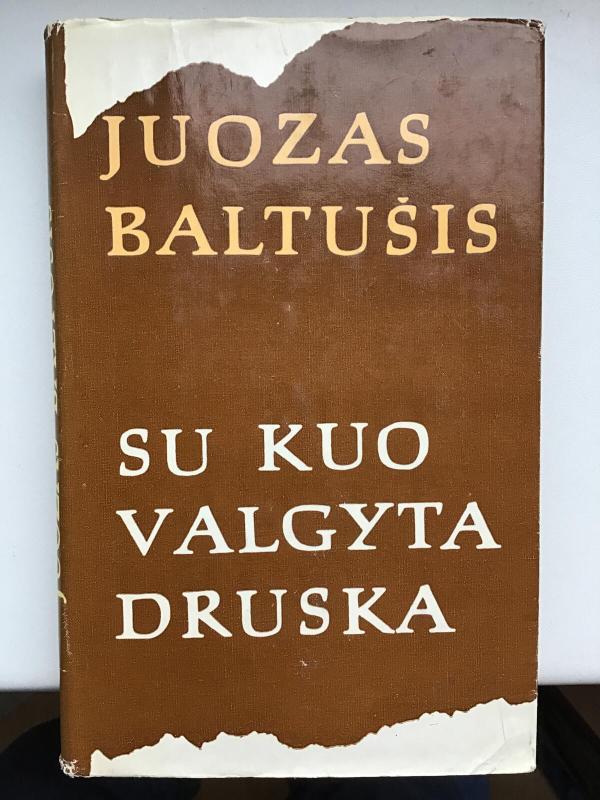 JUOZAS
BALTUŠIS
SU KUO
VALGYTA
DRUSKA